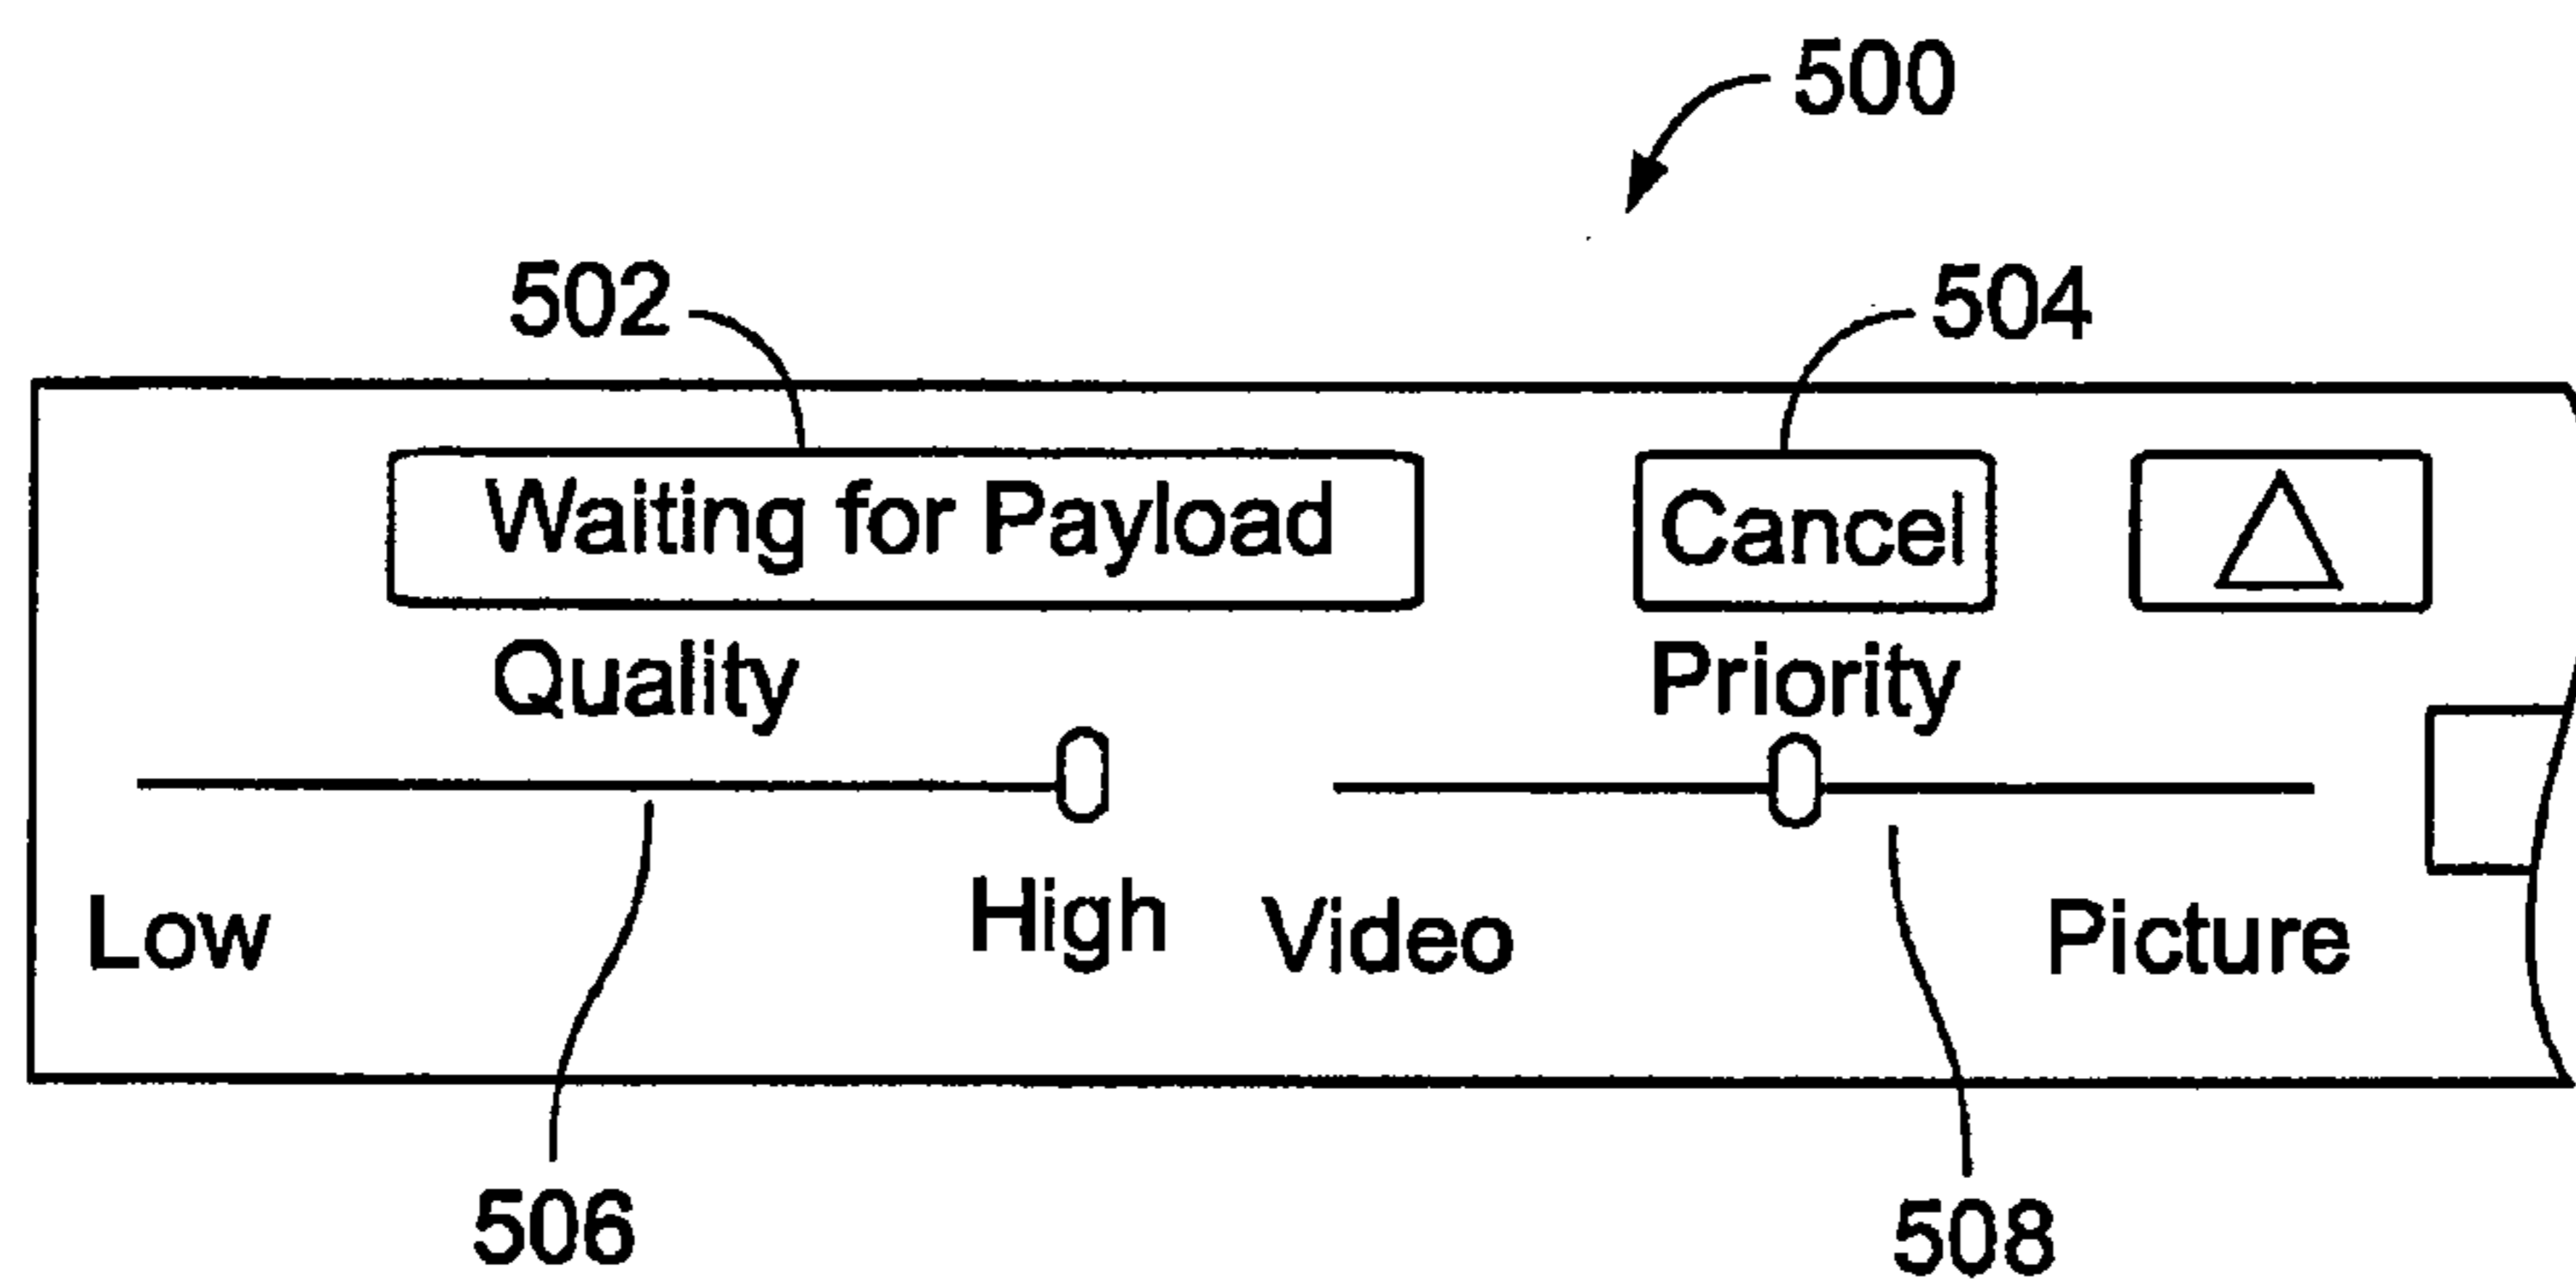 500
502
504
Waiting for Payload
Cancel
Quality
Priority
Low
High
Video
Picture
506
508